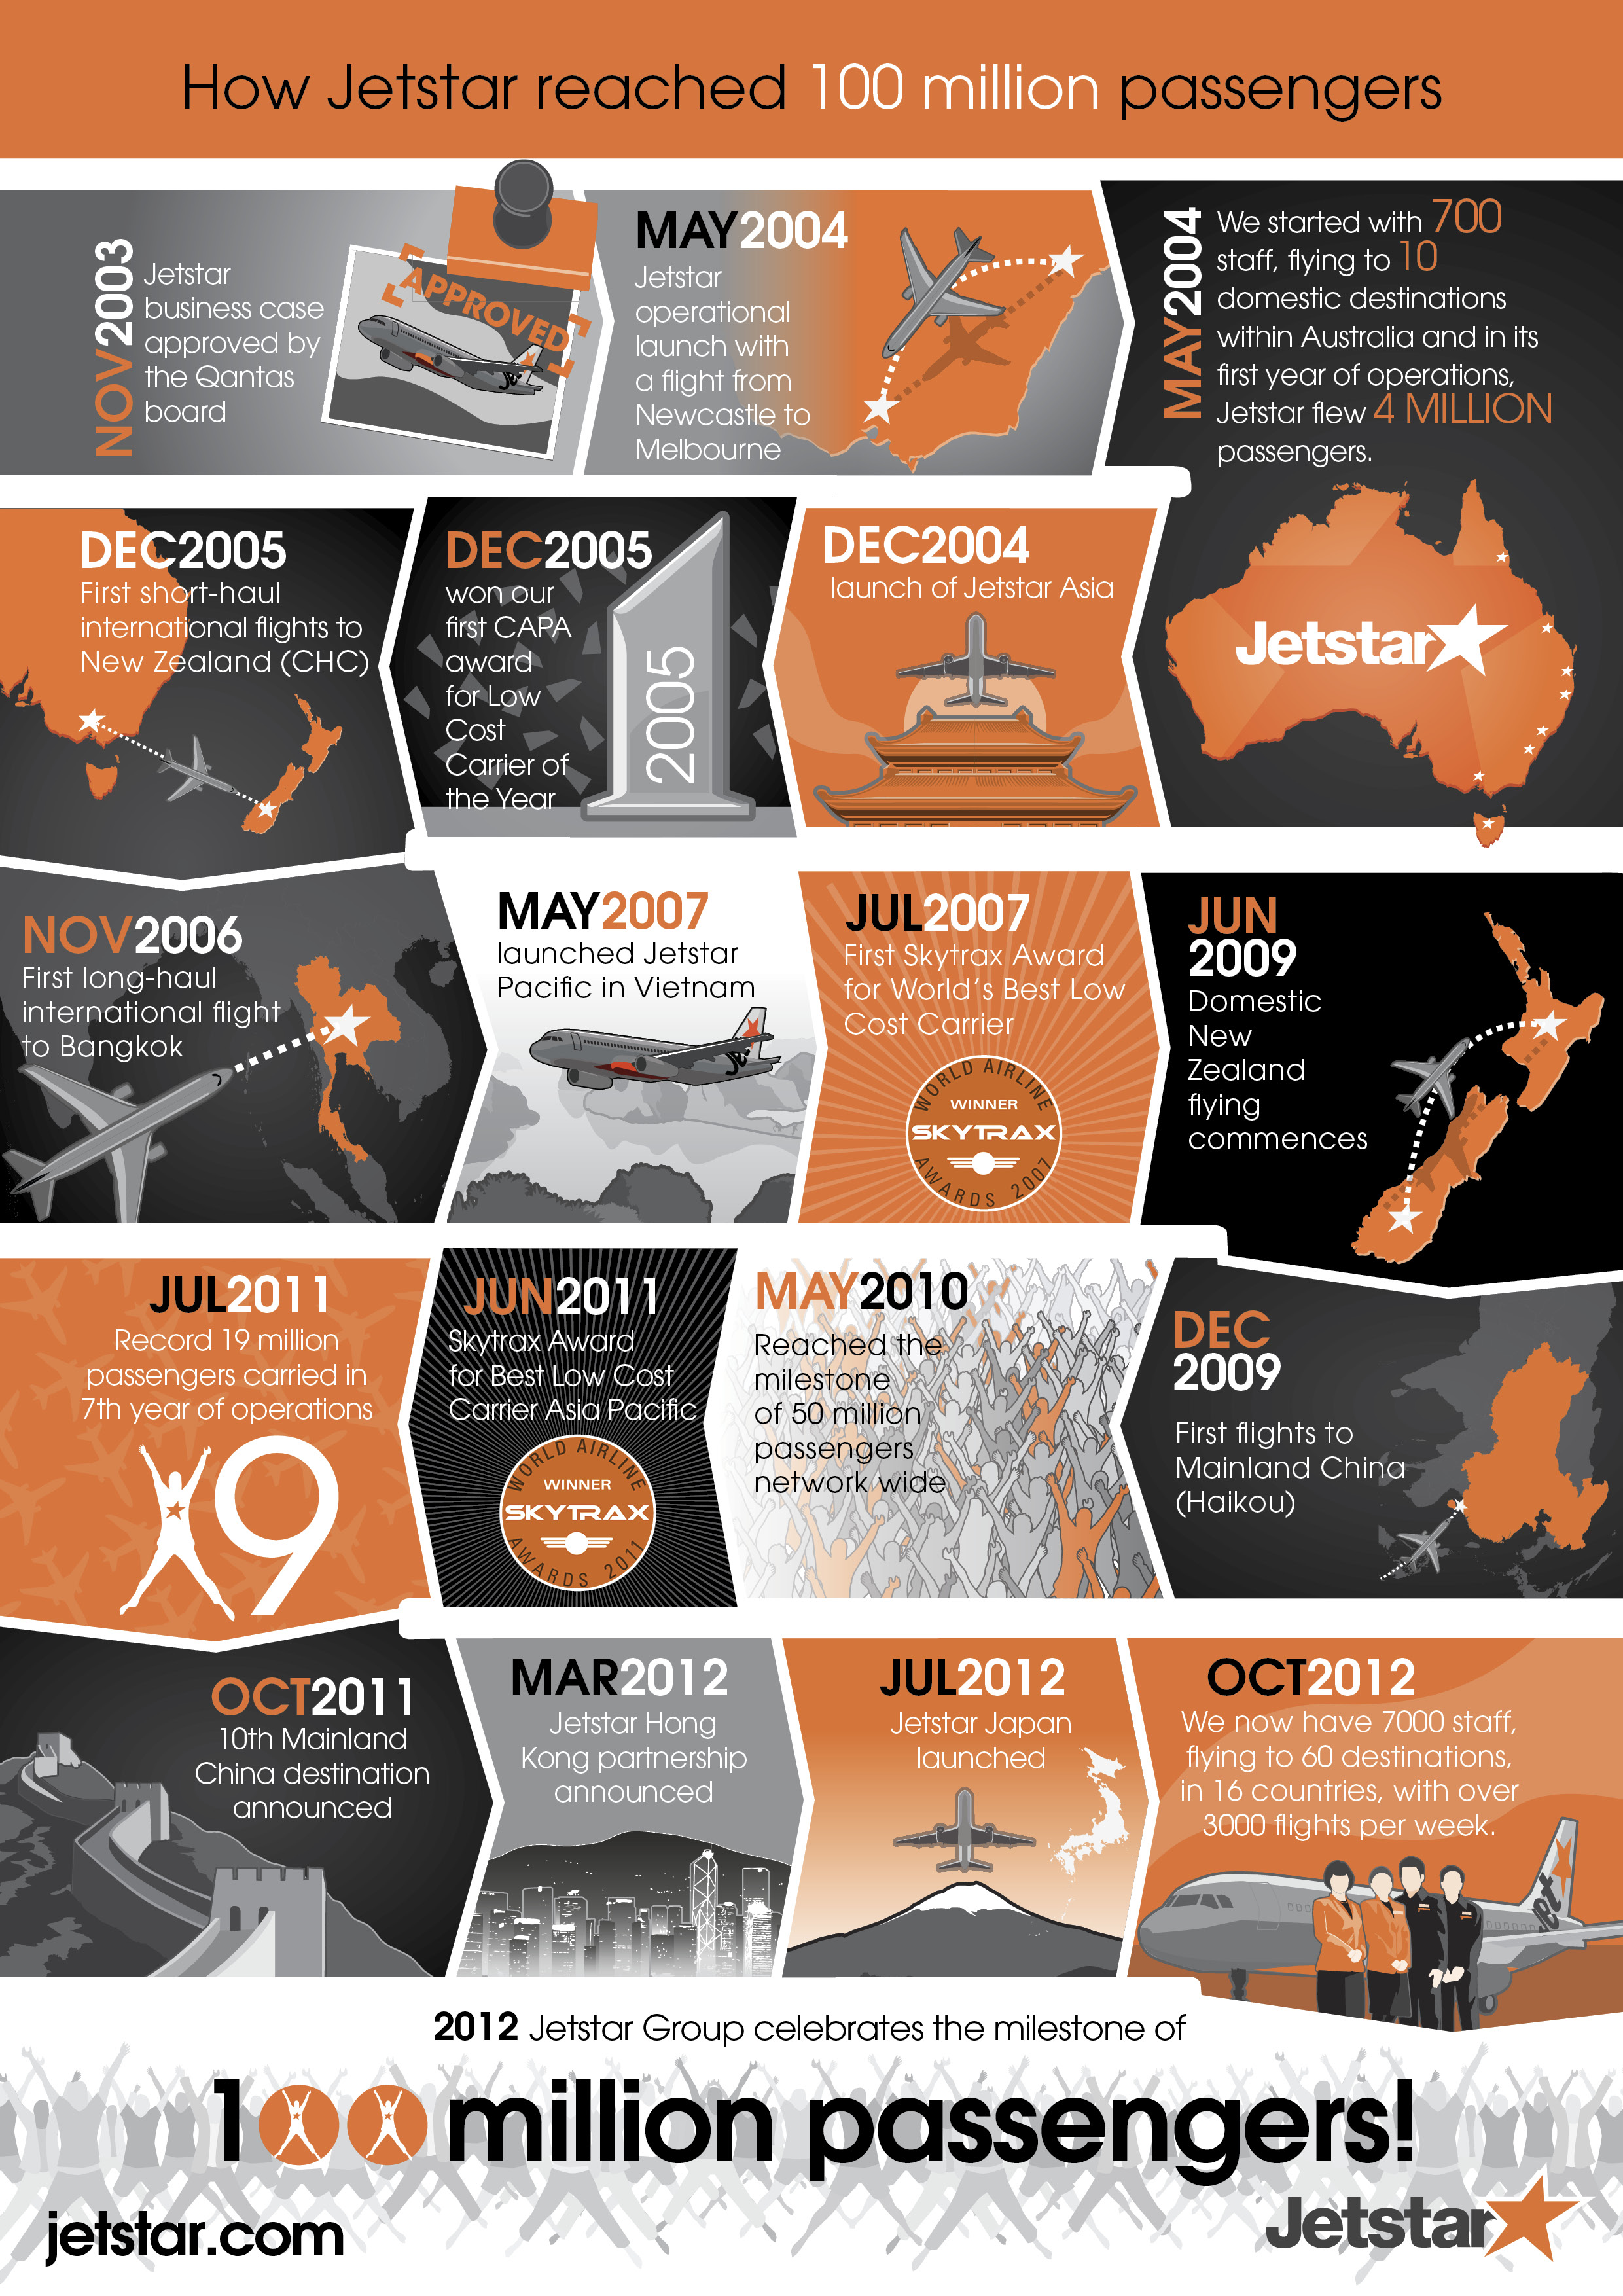 How Jetstar reached 100 million passengers
NOV2003
Jetstar
business case
approved by
the Qantas
board
APPROVED
Jet
MAY2004
Jetstar
operational
launch with
a flight from
Newcastle to
Melbourne
MAY2004
We started with 700
staff, flying to 10
domestic destinations
within Australia and in its
first year of operations,
Jetstar flew 4 MILLION
passengers.
Jetstar
DEC2004
launch of Jetstar Asia
DEC2005
won our
first CAPA
award
for Low
Cost
Carrier of
the Year
2005
DEC2005
First short-haul
international flights to
New Zealand (CHC)
NOV2006
First long-haul
international flight
to Bangkok
MAY2007
launched Jetstar
Pacific in Vietnam
Jet
JUL2007
First Skytrax Award
for World's Best Low
Cost Carrier
WORLD AIRLINE
WINNER
SKYTRAX
AWARDS 2007
JUN
2009
Domestic
New
Zealand
flying
commences
DEC
2009
First flights to
Mainland China
(Haikou)
MAY2010
Reached the
milestone
of 50 million
passengers
network wide
JUN2011
Skytrax Award
for Best Low Cost
Carrier Asia Pacific
WORLD AIRLINE
WINNER
SKYTRAX
AWARDS 2011
JUL2011
Record 19 million
passengers carried in
7th year of operations
19
OCT2011
10th Mainland
China destination
announced
MAR2012
Jetstar Hong
Kong partnership
announced
JUL2012
Jetstar Japan
launched
OCT2012
We now have 7000 staff,
flying to 60 destinations,
in 16 countries, with over
3000 flights per week.
Jet
2012 Jetstar Group celebrates the milestone of
100 million passengers!
jetstar.com
Jetstar